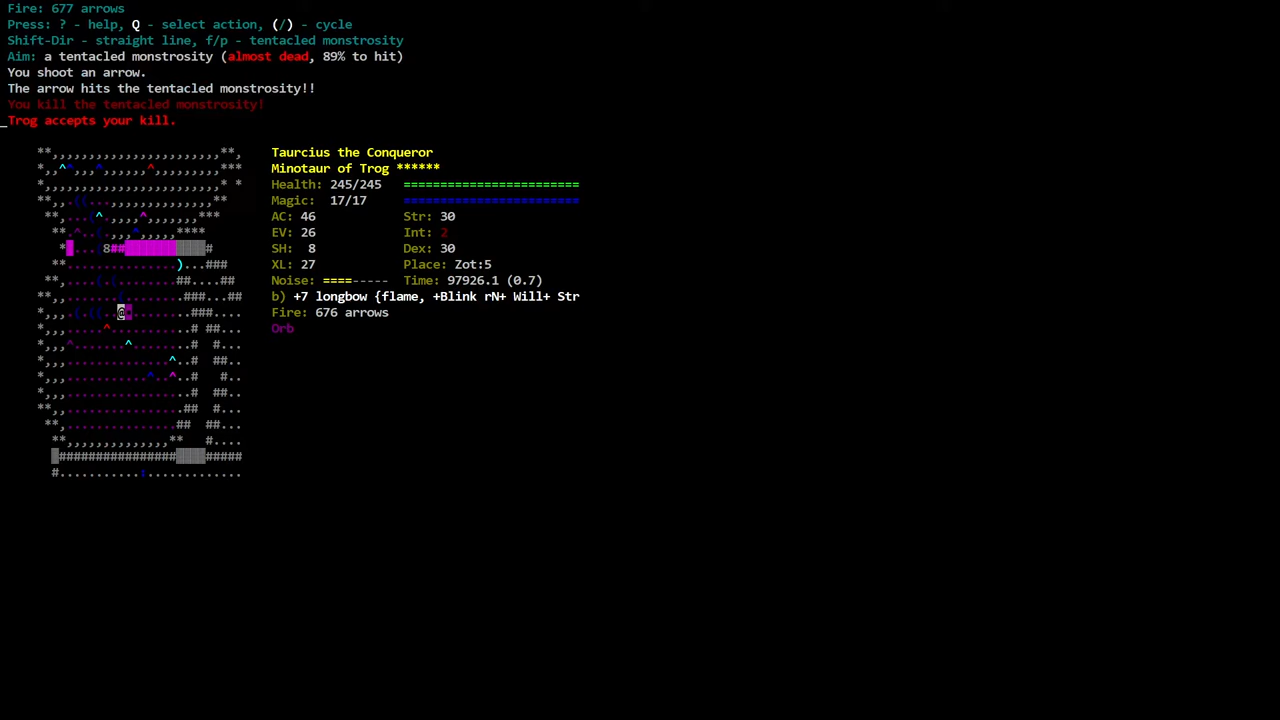 Fire: 677 arrows
Press: ? - help, Q - select action, (/) - cycle
Shift-Dir - straight line, f/p - tentacled monstrosity
Aim: a tentacled monstrosity (almost dead, 89% to hit)
You shoot an arrow.
The arrow hits the tentacled monstrosity!!
You kill the tentacled monstrosity!
_Trog accepts your kill.
Taurcius the Conqueror
Minotaur of Trog ******
Health: 245/245 ========================
Magic: 17/17 ========================
AC: 46 Str: 30
EV: 26 Int: 2
SH: 8 Dex: 30
XL: 27 Place: Zot:5
Noise: ====----- Time: 97926.1 (0.7)
b) +7 longbow {flame, +Blink rN+ Will+ Str
Fire: 676 arrows
Orb